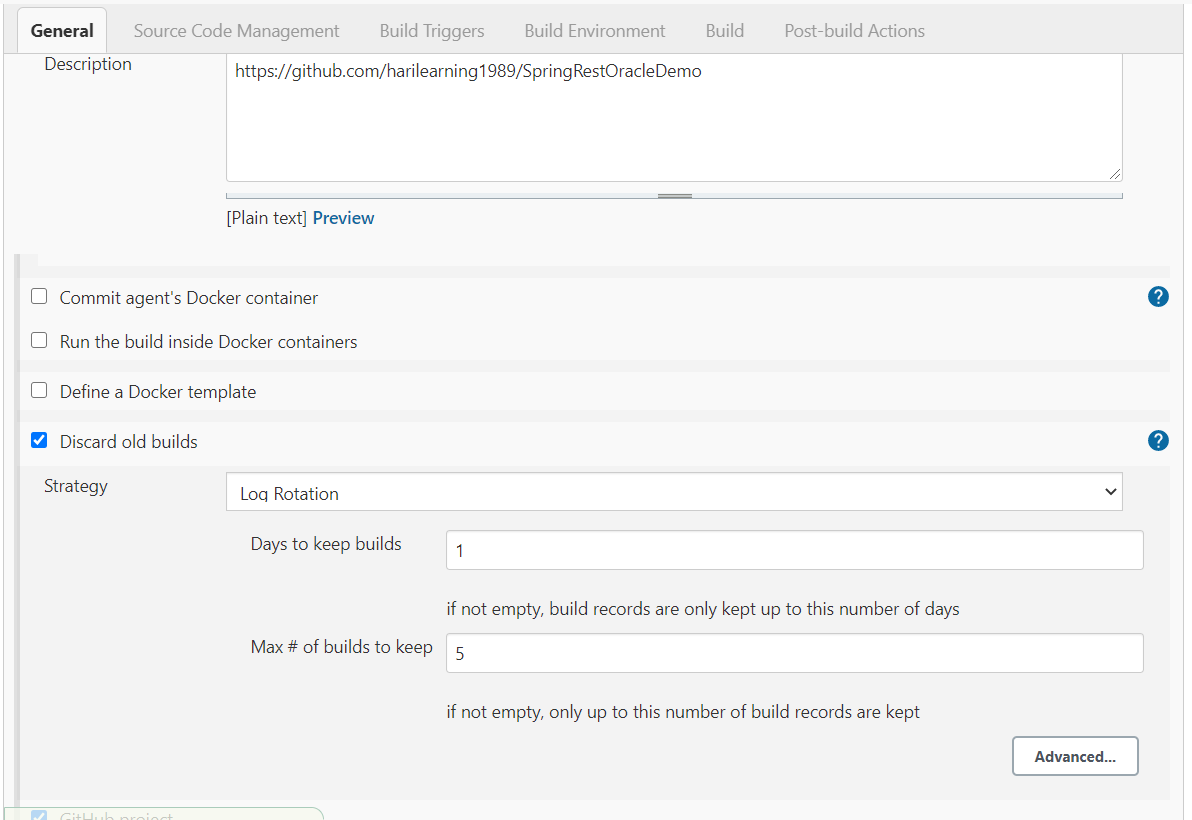 General Source Code Management Build Triggers Build Environment Build Post-build Actions
Description
https://github.com/harilearning1989/SpringRestOracleDemo
[Plain text] Preview
Commit agent's Docker container ?
Run the build inside Docker containers
Define a Docker template
Discard old builds ?
Strategy
Log Rotation
Days to keep builds
1
if not empty, build records are only kept up to this number of days
Max # of builds to keep
5
if not empty, only up to this number of build records are kept
Advanced...
GitHub project